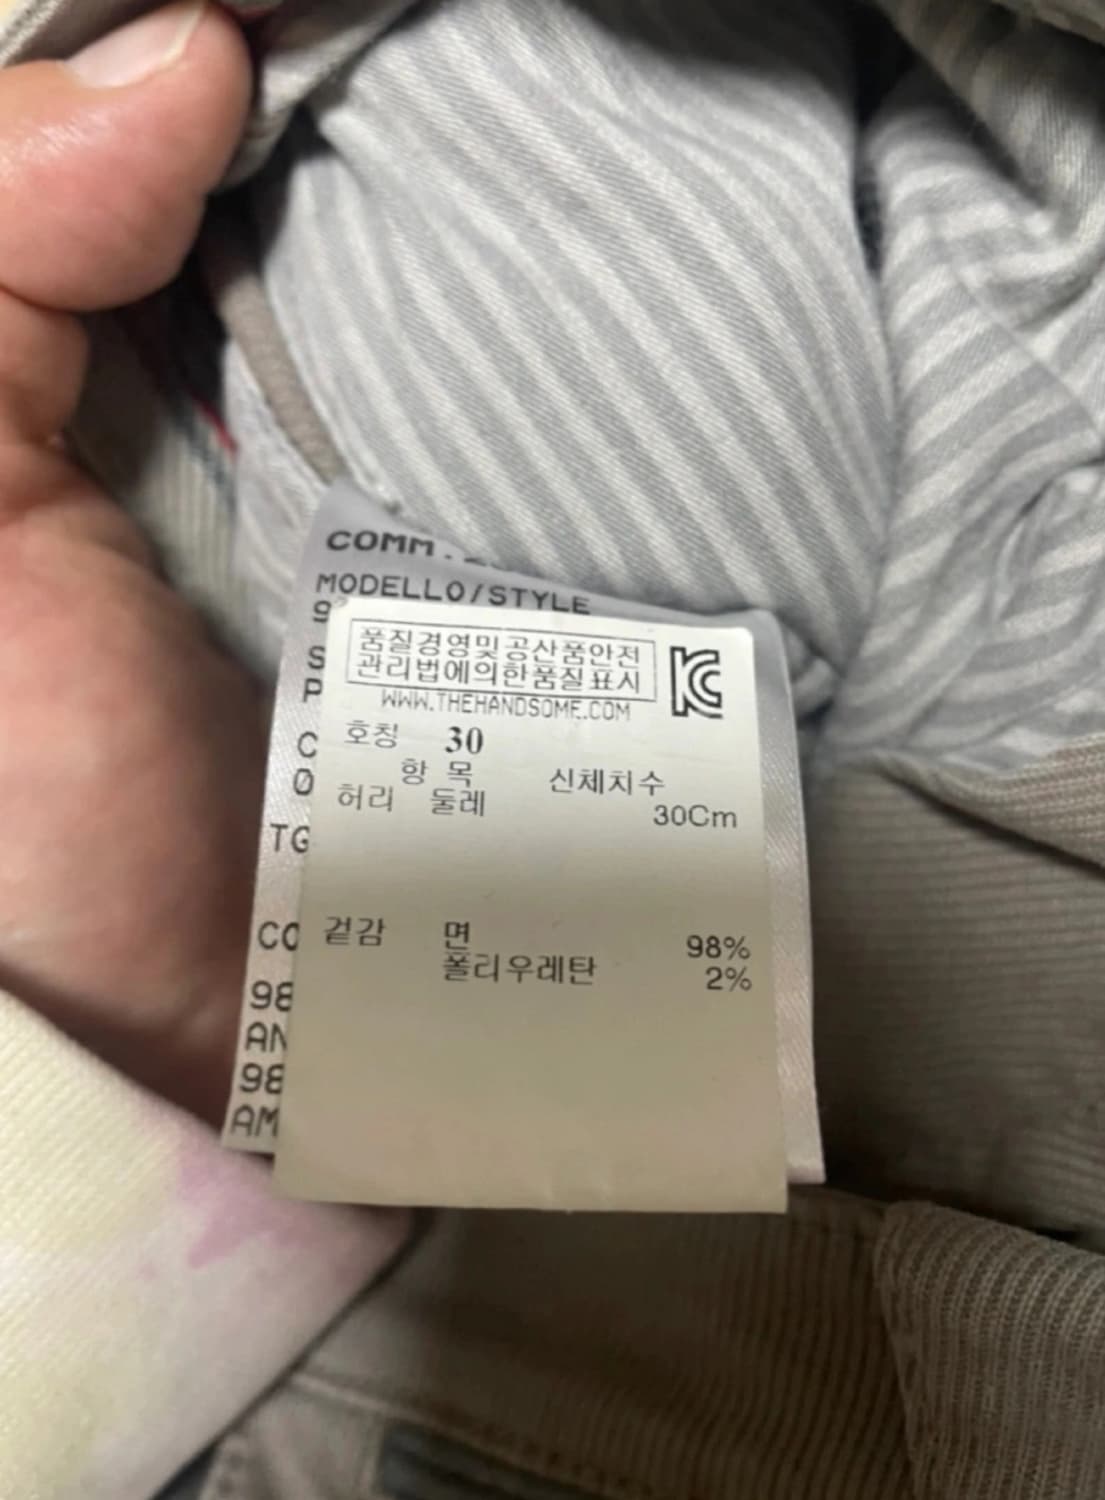 COMM.
MODELLO/STYLE
9
S
P
C
0
TG
CO
98
AN
98
AM
품질경영및공산품안전
관리법에의한품질표시
WWW.THEHANDSOME.COM
호칭 30
항 목 신체치수
허리 둘레 30Cm
겉감 면 98%
폴리우레탄 2%